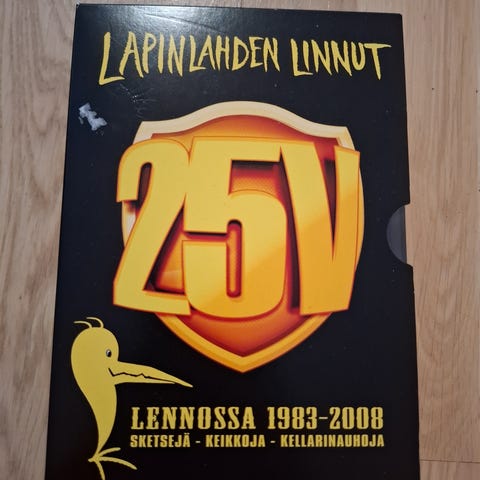 LAPINLAHDEN LINNUT
25V
LENNOSSA 1983-2008
SKETSEJÄ - KEIKKOJA - KELLARINAUHOJA